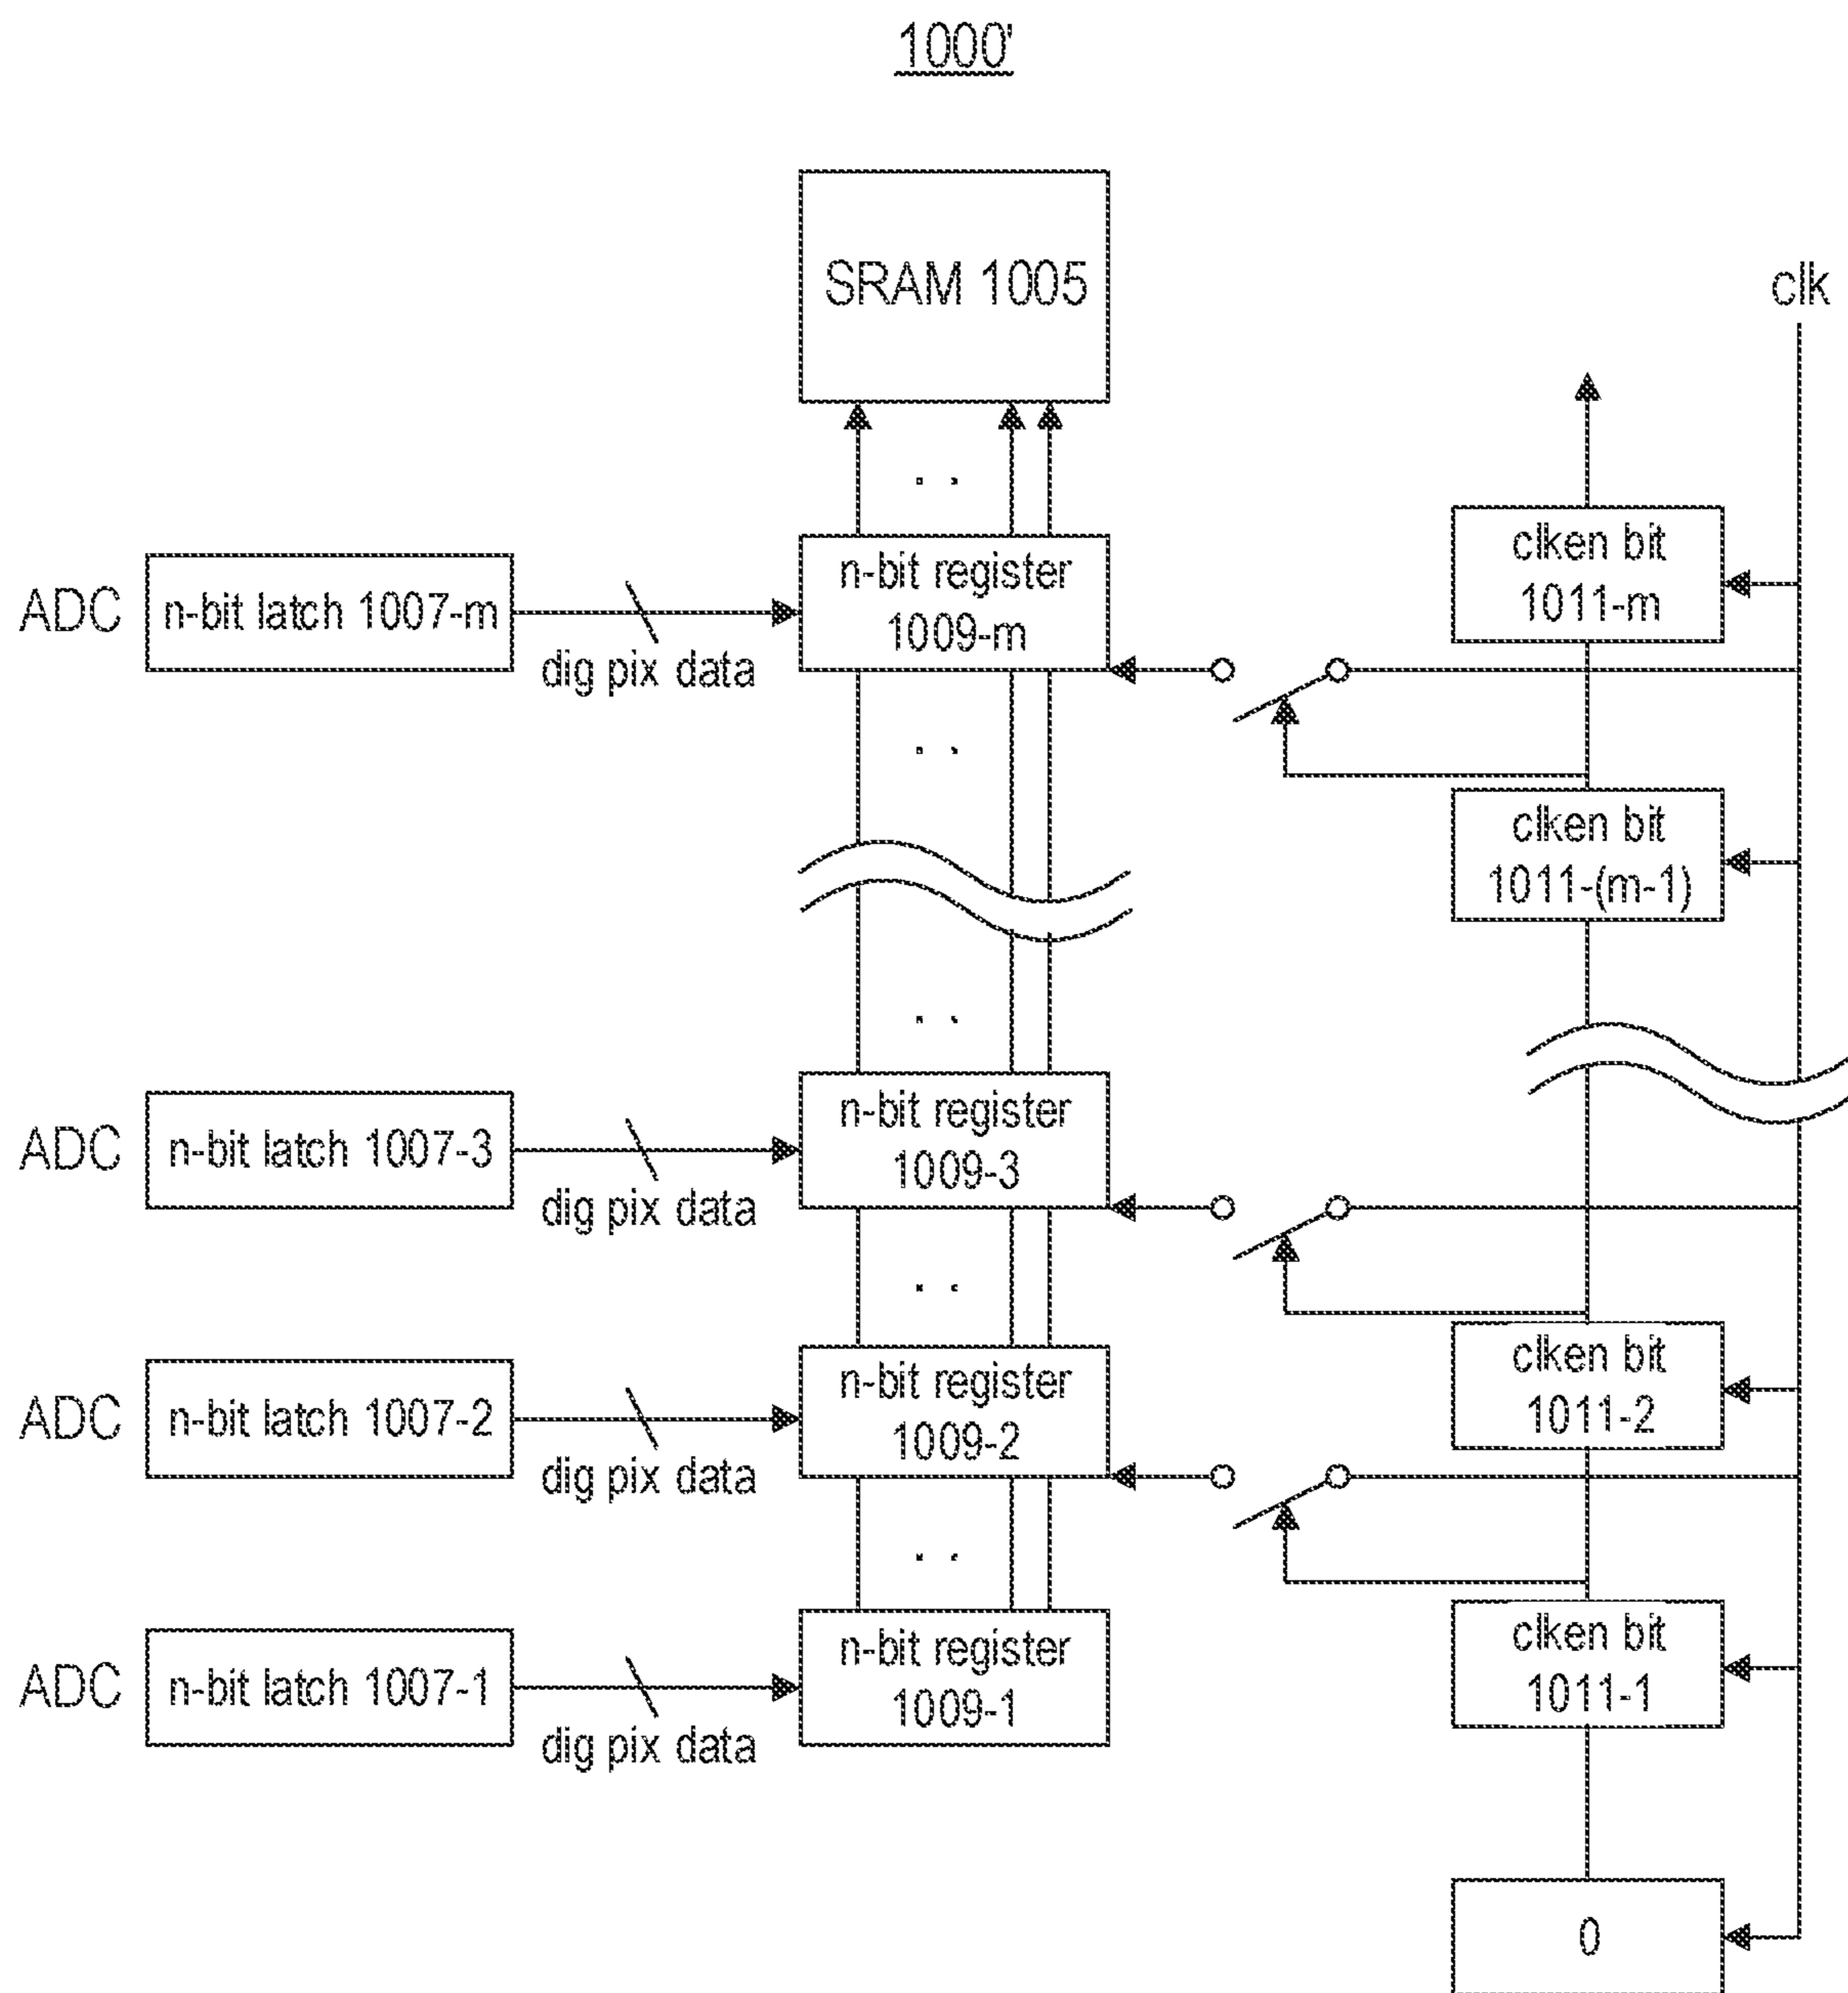 1000'
SRAM 1005
clk
ADC
n-bit latch 1007-m
dig pix data
n-bit register
1009-m
clken bit
1011-m
clken bit
1011-(m-1)
ADC
n-bit latch 1007-3
dig pix data
n-bit register
1009-3
ADC
n-bit latch 1007-2
dig pix data
n-bit register
1009-2
clken bit
1011-2
ADC
n-bit latch 1007-1
dig pix data
n-bit register
1009-1
clken bit
1011-1
0